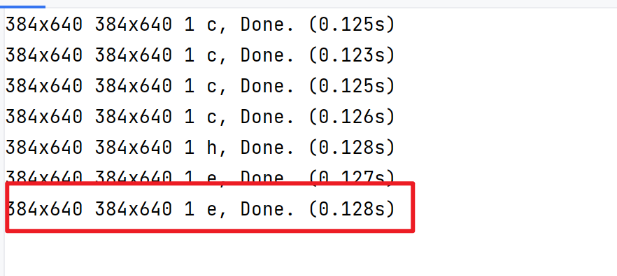 384x640 384x640 1 c, Done. (0.125s)
384x640 384x640 1 c, Done. (0.123s)
384x640 384x640 1 c, Done. (0.125s)
384x640 384x640 1 c, Done. (0.126s)
384x640 384x640 1 h, Done. (0.128s)
384x640 384x640 1 e, Done. (0.127s)
384x640 384x640 1 e, Done. (0.128s)